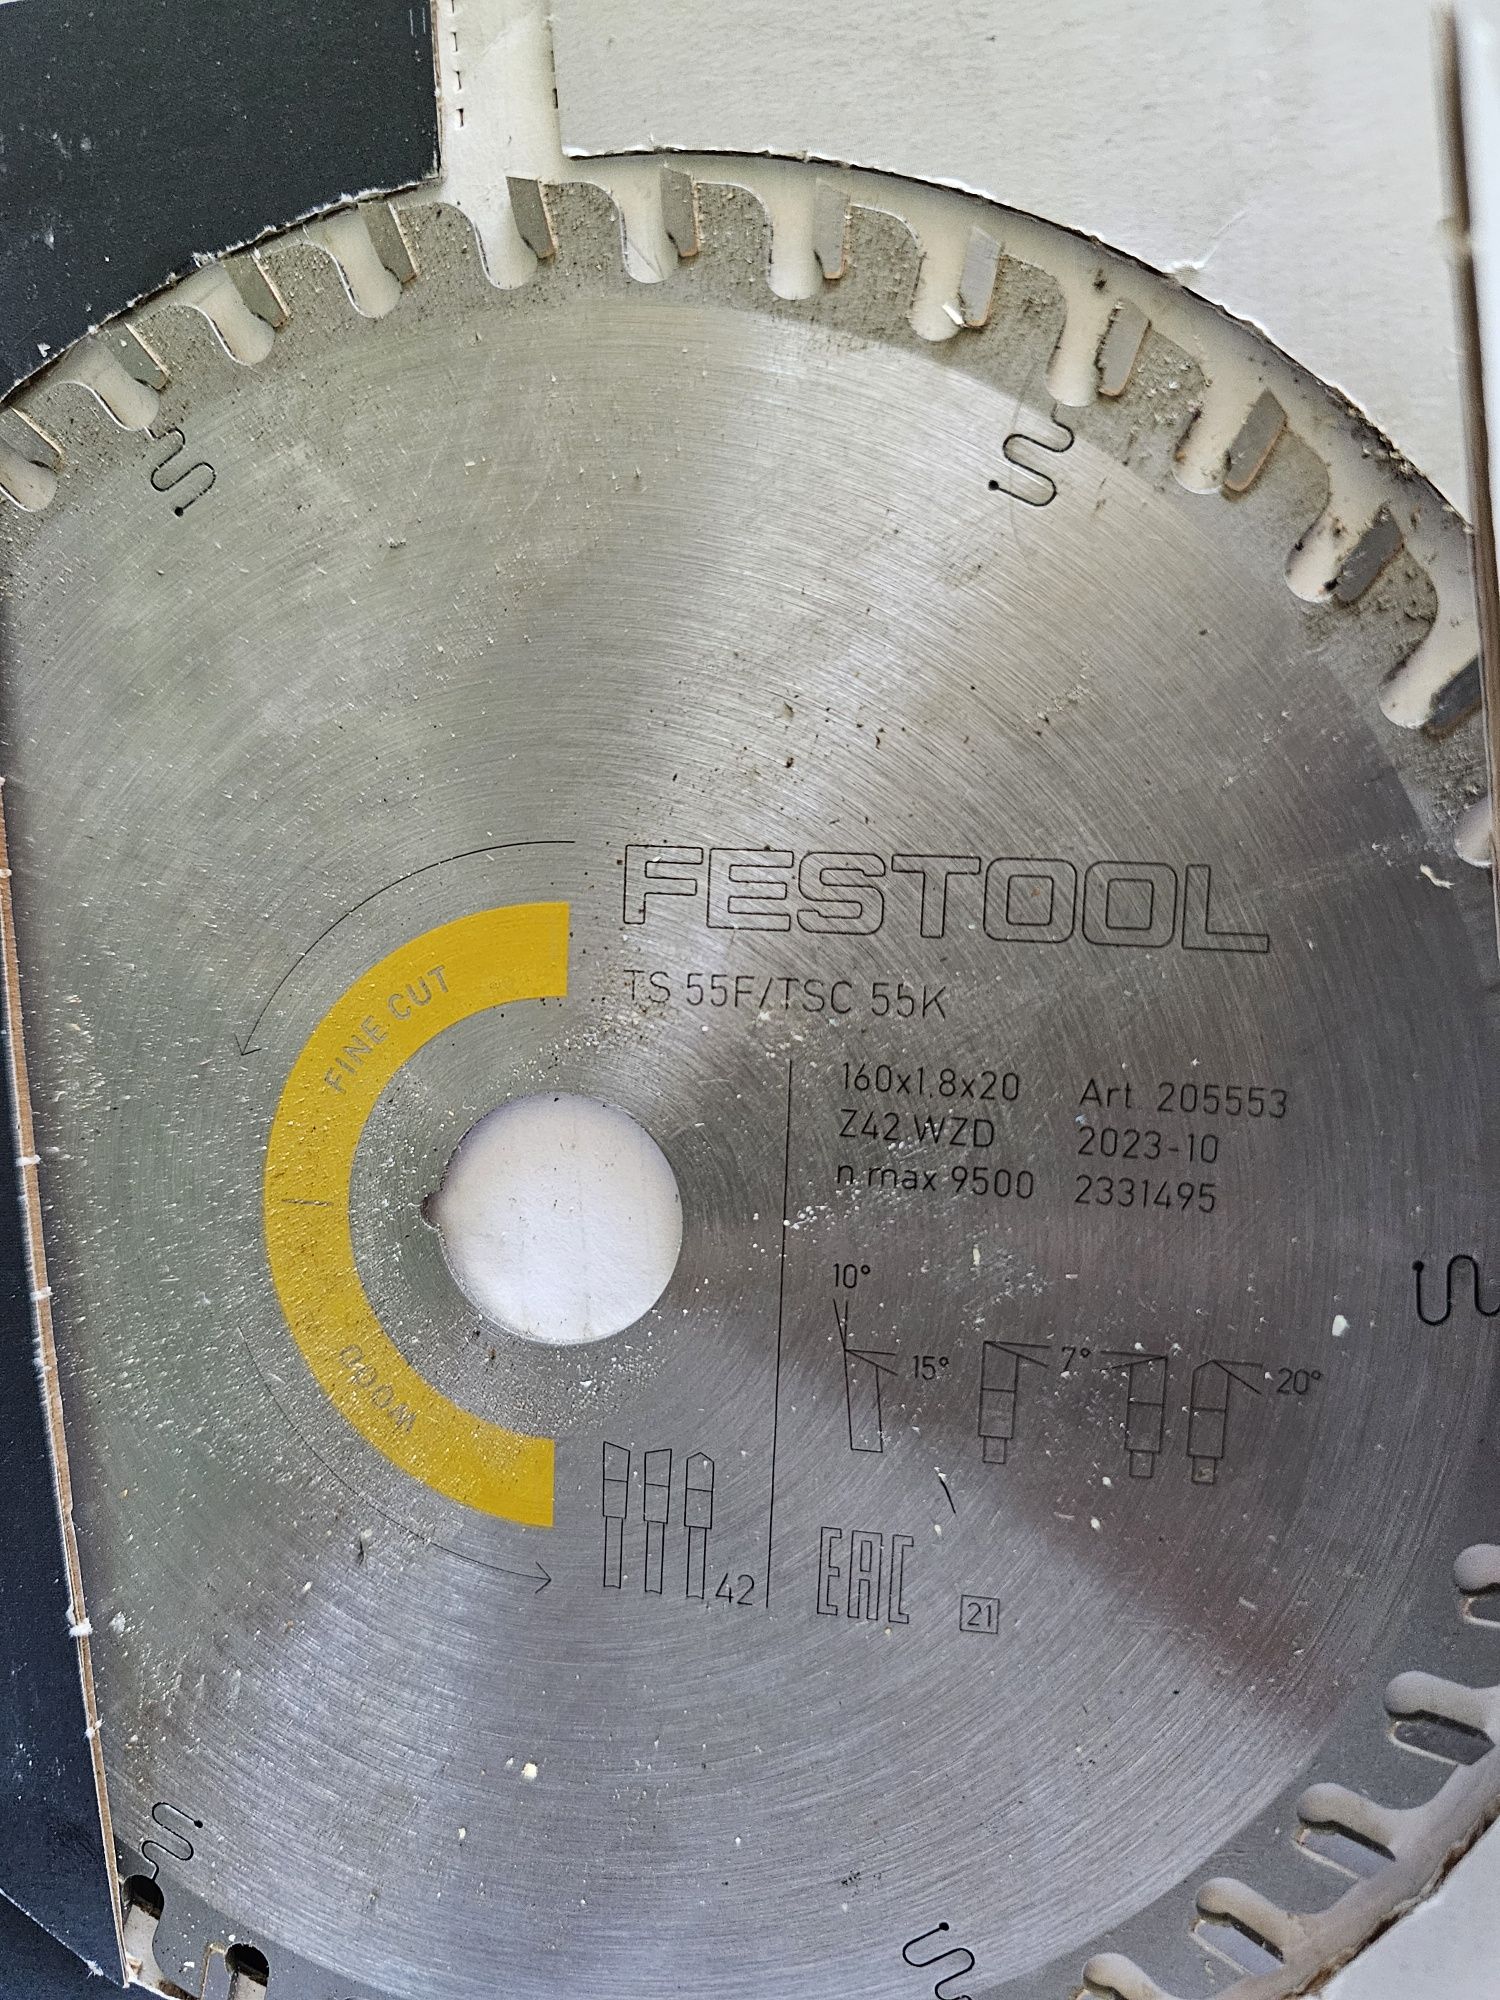 FESTOOL
TS 55F/TSC 55K
FINE CUT
WOOD
160x1.8x20
Z42 WZD
n max 9500
Art. 205553
2023-10
2331495
10°
15°
7°
20°
42
EAC
21